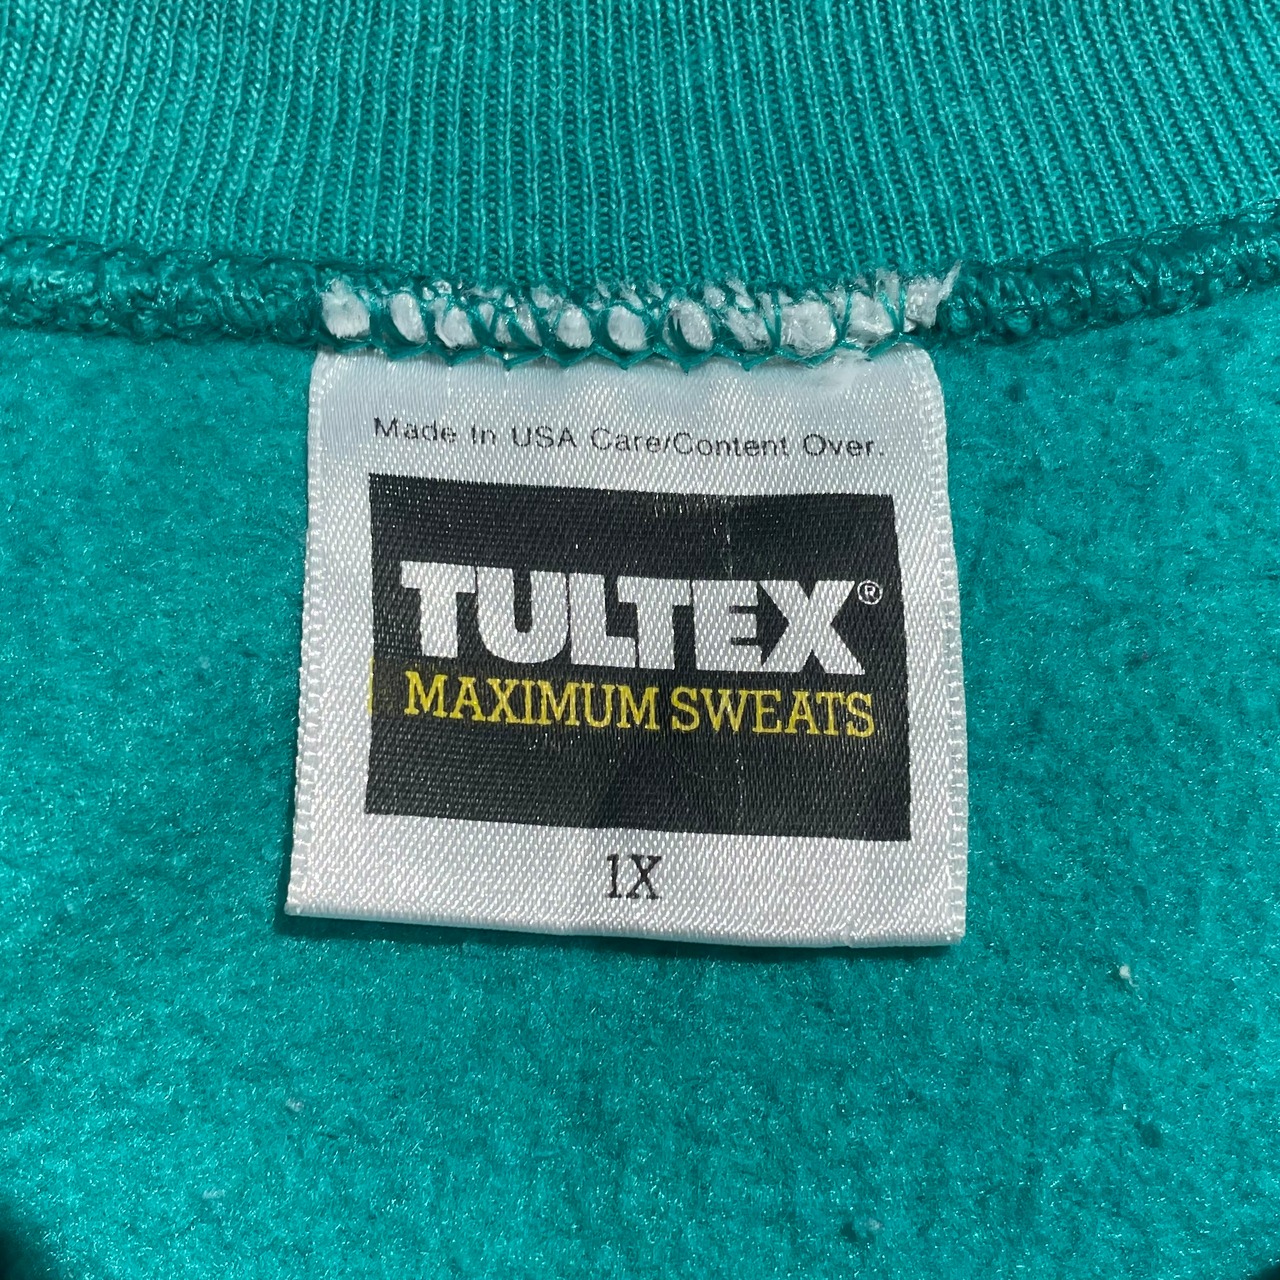 Made In USA Care/Content Over.
TULTEX®
MAXIMUM SWEATS
1X